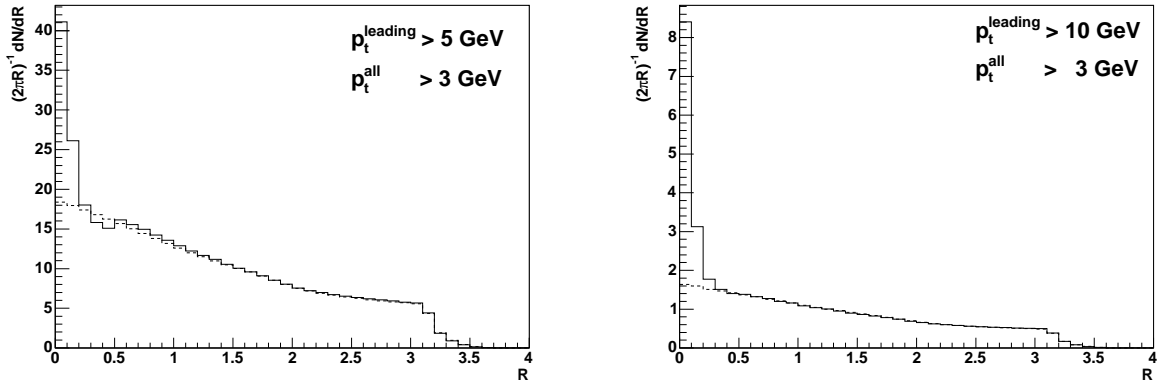 p_t^leading > 5 GeV
p_t^all > 3 GeV
(2πR)^-1 dN/dR
40
35
30
25
20
15
10
5
0
0 0.5 1 1.5 2 2.5 3 3.5 4
R
p_t^leading > 10 GeV
p_t^all > 3 GeV
(2πR)^-1 dN/dR
8
7
6
5
4
3
2
1
0
0 0.5 1 1.5 2 2.5 3 3.5 4
R